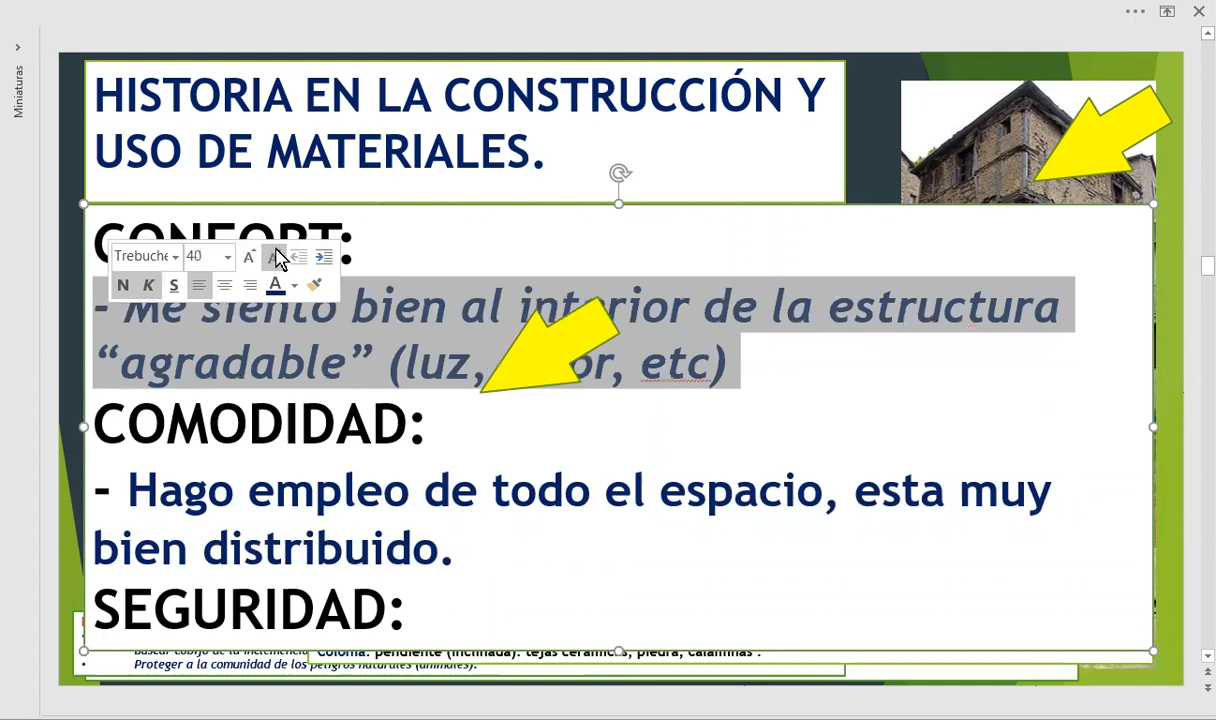 Miniaturas
HISTORIA EN LA CONSTRUCCIÓN Y
USO DE MATERIALES.
CONFORT:
Trebuche 40
N K S A
- Me siento bien al interior de la estructura
“agradable” (luz, etc)
COMODIDAD:
- Hago empleo de todo el espacio, esta muy
bien distribuido.
SEGURIDAD:
Colonia: pendiente (inclinada): tejas cerámicas, piedra, calaminas .
Proteger a la comunidad de los peligros naturales (animales).